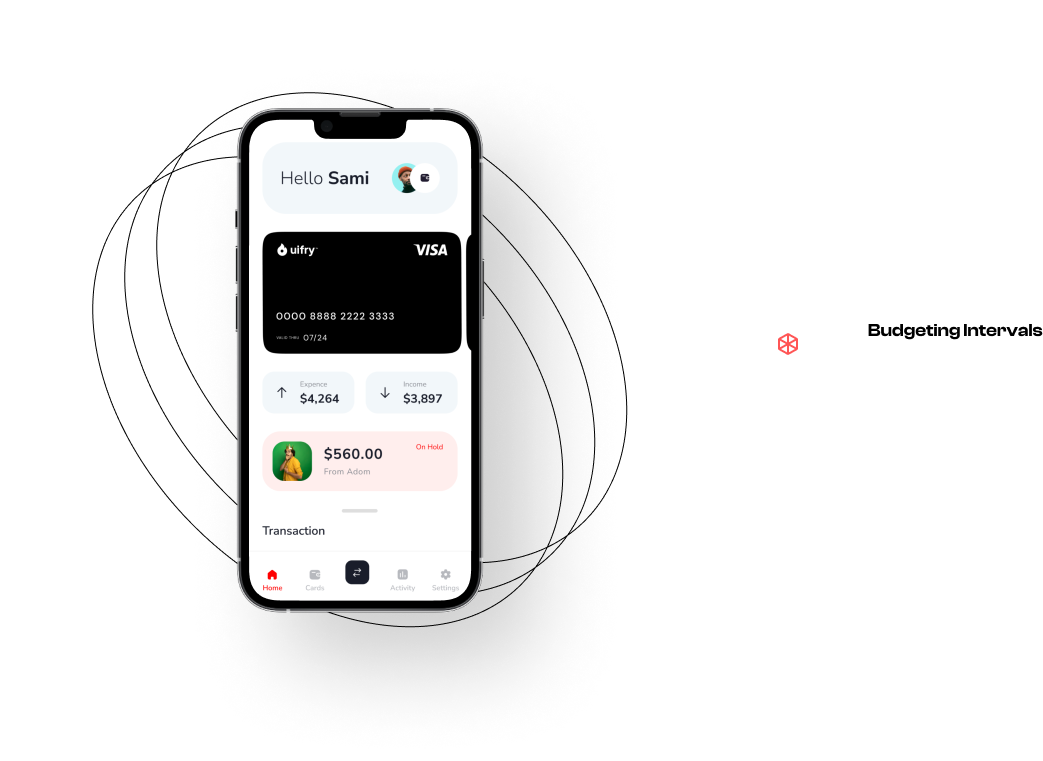 Hello Sami
uifry
VISA
0000 8888 2222 3333
VALID THRU 07/24
Expence
$4,264
Income
$3,897
$560.00
On Hold
From Adom
Transaction
Home
Cards
Activity
Settings
Budgeting Intervals